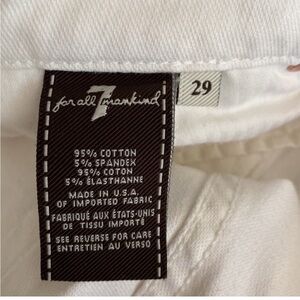 for all 7 mankind
29
95% COTTON
5% SPANDEX
95% COTON
5% ÉLASTHANNE
MADE IN U.S.A.
OF IMPORTED FABRIC
FABRIQUÉ AUX ÉTATS-UNIS
DE TISSU IMPORTÉ
SEE REVERSE FOR CARE
ENTRETIEN AU VERSO